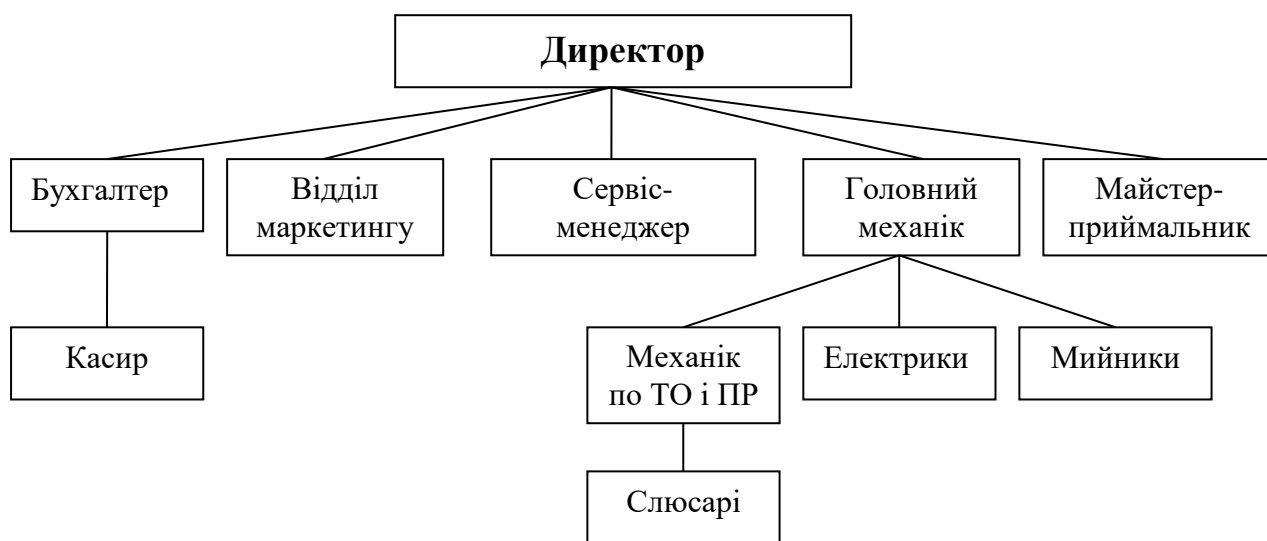 Директор
Бухгалтер
Відділ
маркетингу
Сервіс-
менеджер
Головний
механік
Майстер-
приймальник
Касир
Механік
по ТО і ПР
Електрики
Мийники
Слюсарі